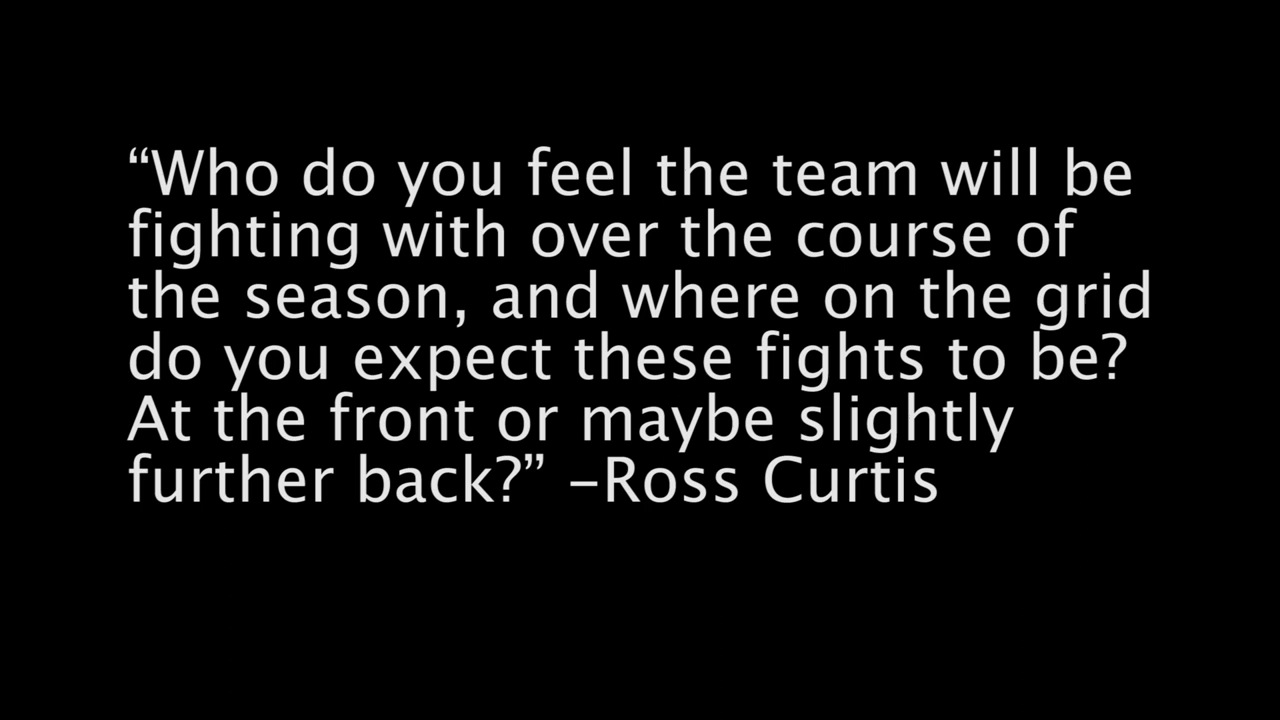 “Who do you feel the team will be
fighting with over the course of
the season, and where on the grid
do you expect these fights to be?
At the front or maybe slightly
further back?” –Ross Curtis